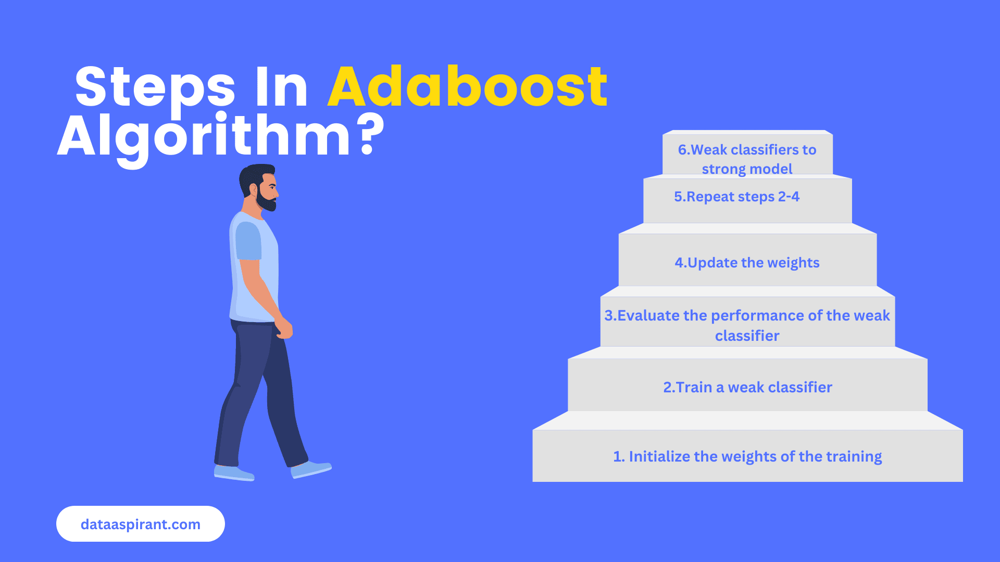 Steps In Adaboost
Algorithm?
6.Weak classifiers to
strong model
5.Repeat steps 2-4
4.Update the weights
3.Evaluate the performance of the weak
classifier
2.Train a weak classifier
1. Initialize the weights of the training
dataaspirant.com